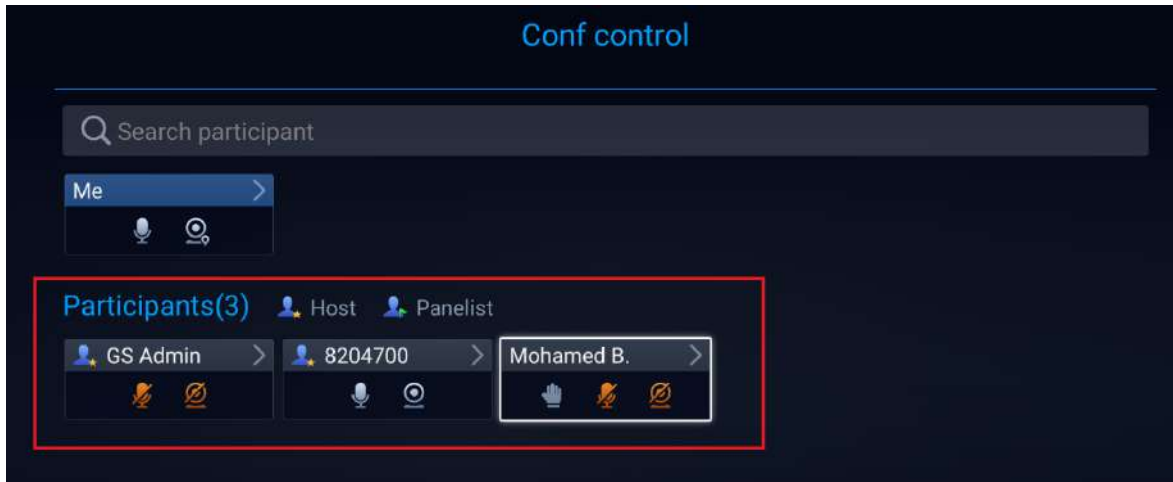 Conf control
Search participant
Me
Participants(3) Host Panelist
GS Admin 8204700 Mohamed B.